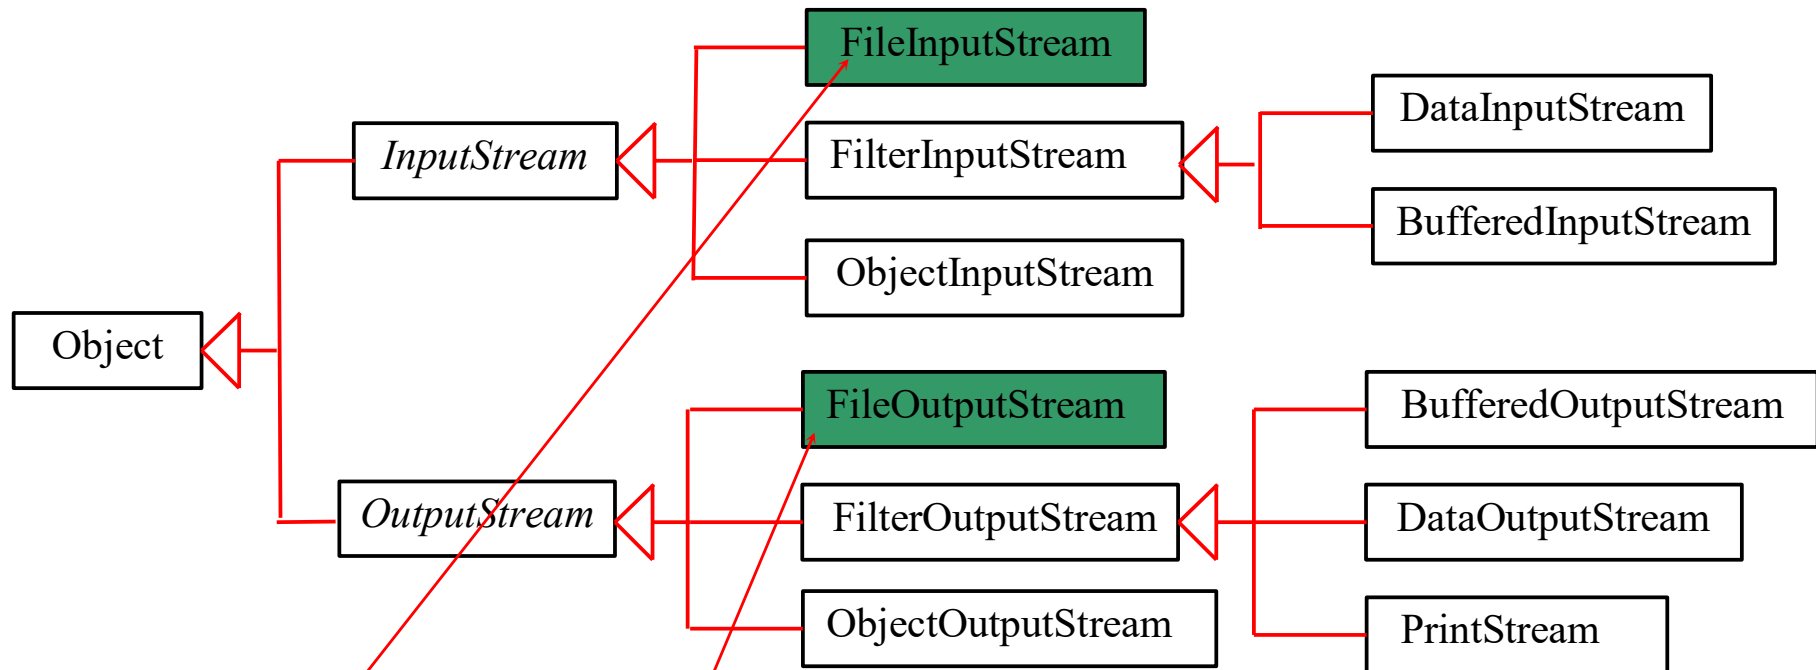 FileInputStream
DataInputStream
InputStream
FilterInputStream
BufferedInputStream
ObjectInputStream
Object
FileOutputStream
BufferedOutputStream
OutputStream
FilterOutputStream
DataOutputStream
ObjectOutputStream
PrintStream